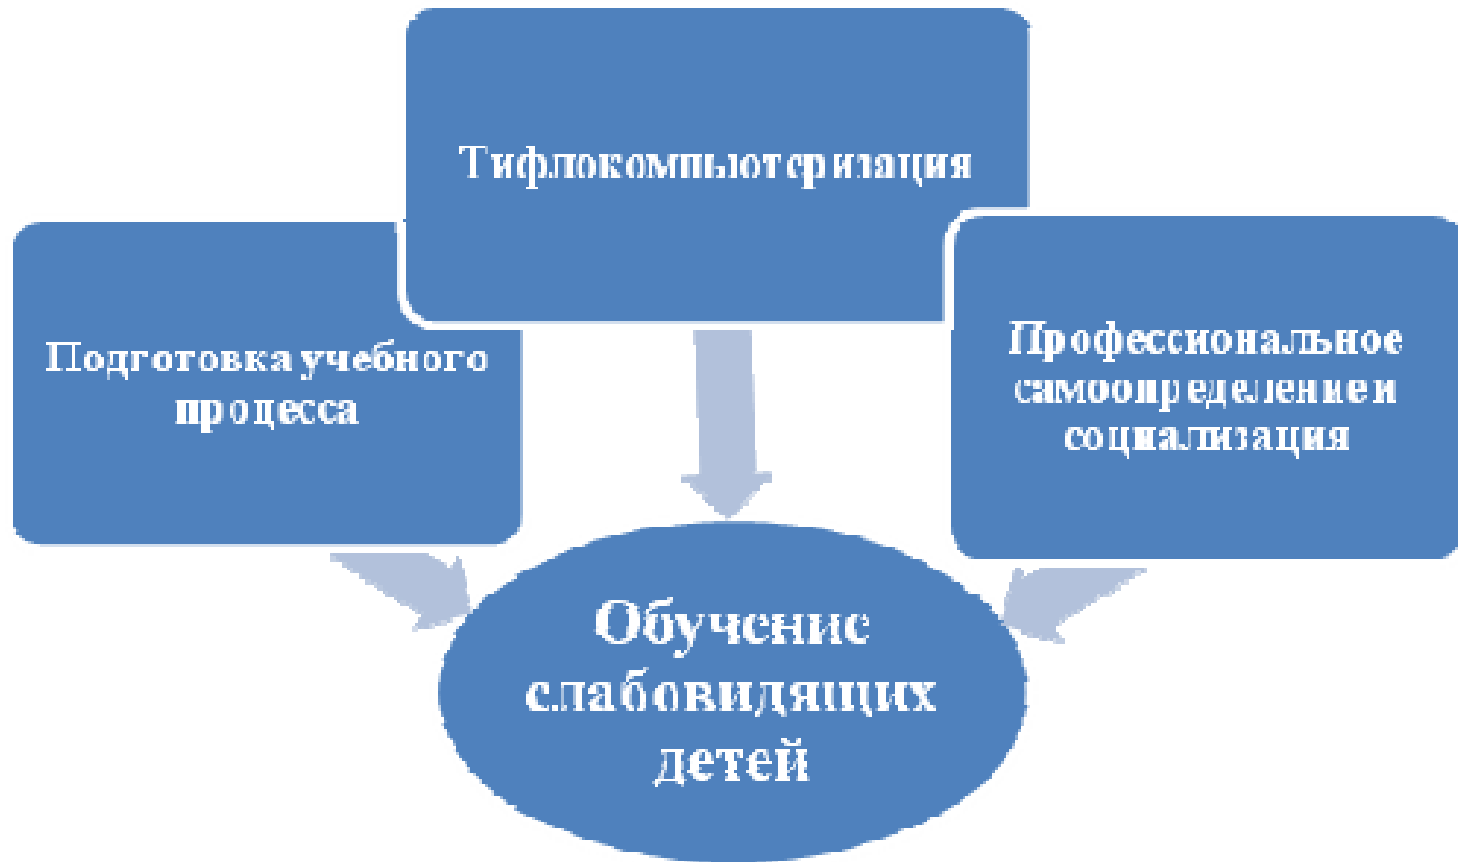 Тифлокомпьютеризация
Подготовка учебного
процесса
Профессиональное
самоопределение и
социализация
Обучение
слабовидящих
детей